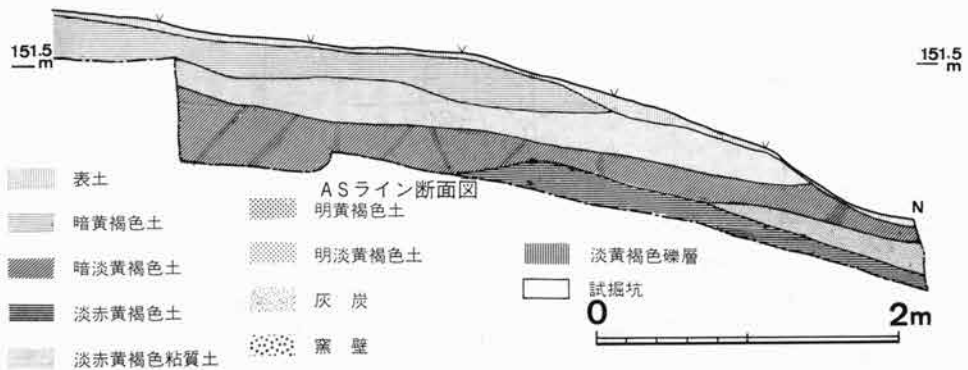 151.5
m
151.5
m
N
ASライン断面図
表土
暗黄褐色土
暗淡黄褐色土
淡赤黄褐色土
淡赤黄褐色粘質土
明黄褐色土
明淡黄褐色土
灰 炭
窯 壁
淡黄褐色礫層
試掘坑
0 2m